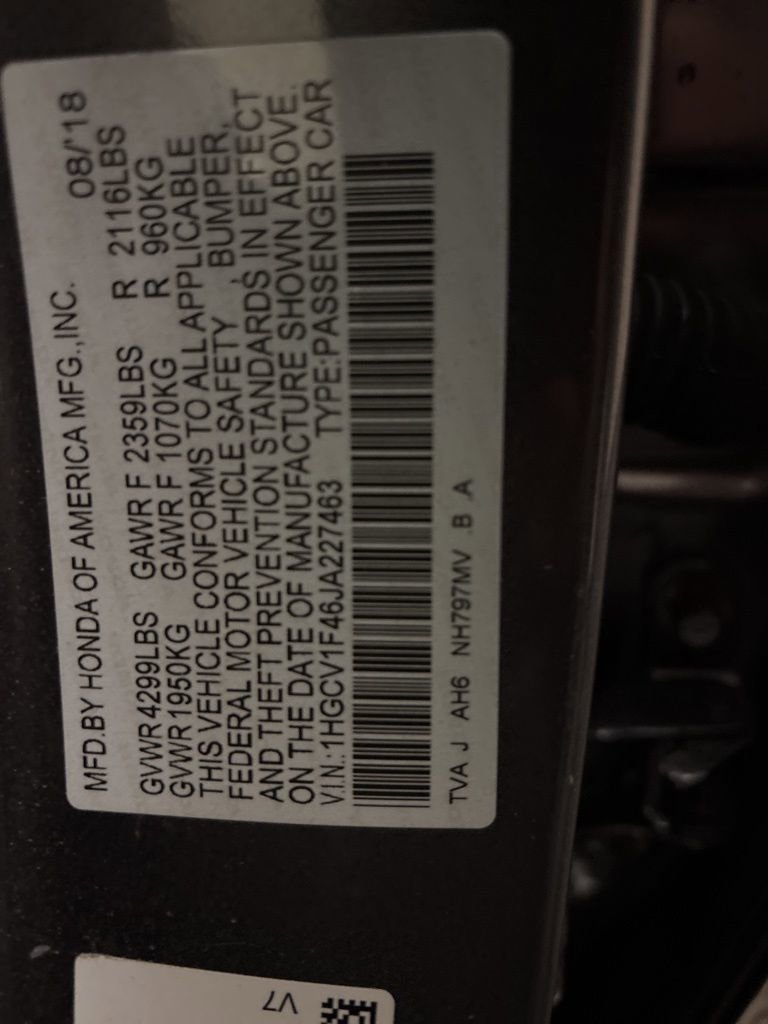 MFD.BY HONDA OF AMERICA MFG.,INC. 08/'18
GVWR 4299LBS GAWR F 2359LBS R 2116LBS
GVWR 1950KG GAWR F 1070KG R 960KG
THIS VEHICLE CONFORMS TO ALL APPLICABLE
FEDERAL MOTOR VEHICLE SAFETY , BUMPER,
AND THEFT PREVENTION STANDARDS IN EFFECT
ON THE DATE OF MANUFACTURE SHOWN ABOVE.
V.I.N.:1HGCV1F46JA227463 TYPE:PASSENGER CAR
TVA J AH6 NH797MV .B .A
V7